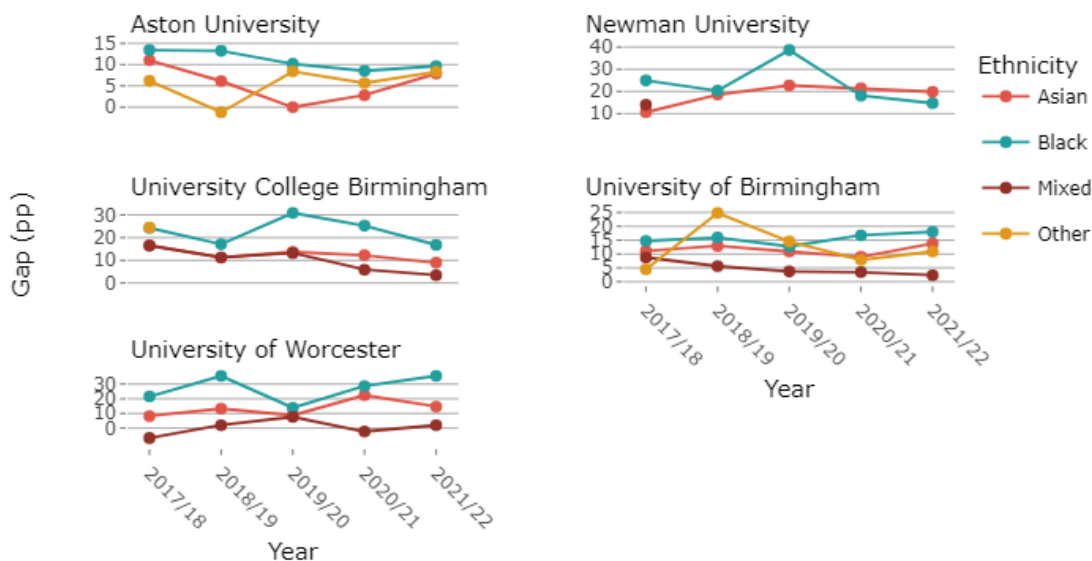 Aston University
15
10
5
0
Newman University
40
30
20
10
Ethnicity
Asian
Black
Mixed
Other
Gap (pp)
University College Birmingham
30
20
10
0
University of Birmingham
25
20
15
10
5
0
2017/18
2018/19
2019/20
2020/21
2021/22
Year
University of Worcester
30
20
10
0
2017/18
2018/19
2019/20
2020/21
2021/22
Year